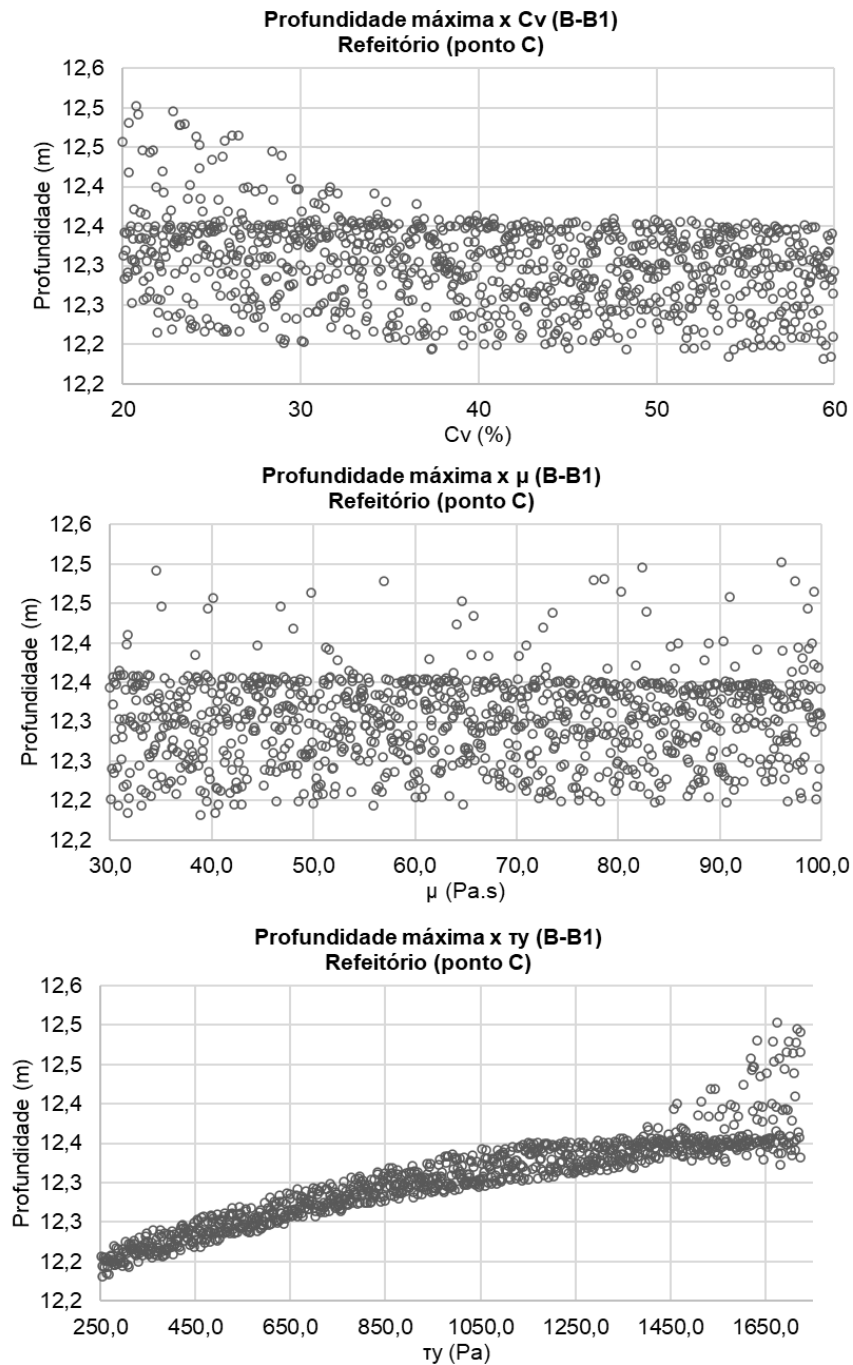 Profundidade máxima x Cv (B-B1)
Refeitório (ponto C)
12,6
12,5
12,5
12,4
12,4
12,3
12,3
12,2
12,2
Profundidade (m)
20 30 40 50 60
Cv (%)
Profundidade máxima x μ (B-B1)
Refeitório (ponto C)
12,6
12,5
12,5
12,4
12,4
12,3
12,3
12,2
12,2
Profundidade (m)
30,0 40,0 50,0 60,0 70,0 80,0 90,0 100,0
μ (Pa.s)
Profundidade máxima x τy (B-B1)
Refeitório (ponto C)
12,6
12,5
12,5
12,4
12,4
12,3
12,3
12,2
12,2
Profundidade (m)
250,0 450,0 650,0 850,0 1050,0 1250,0 1450,0 1650,0
τy (Pa)